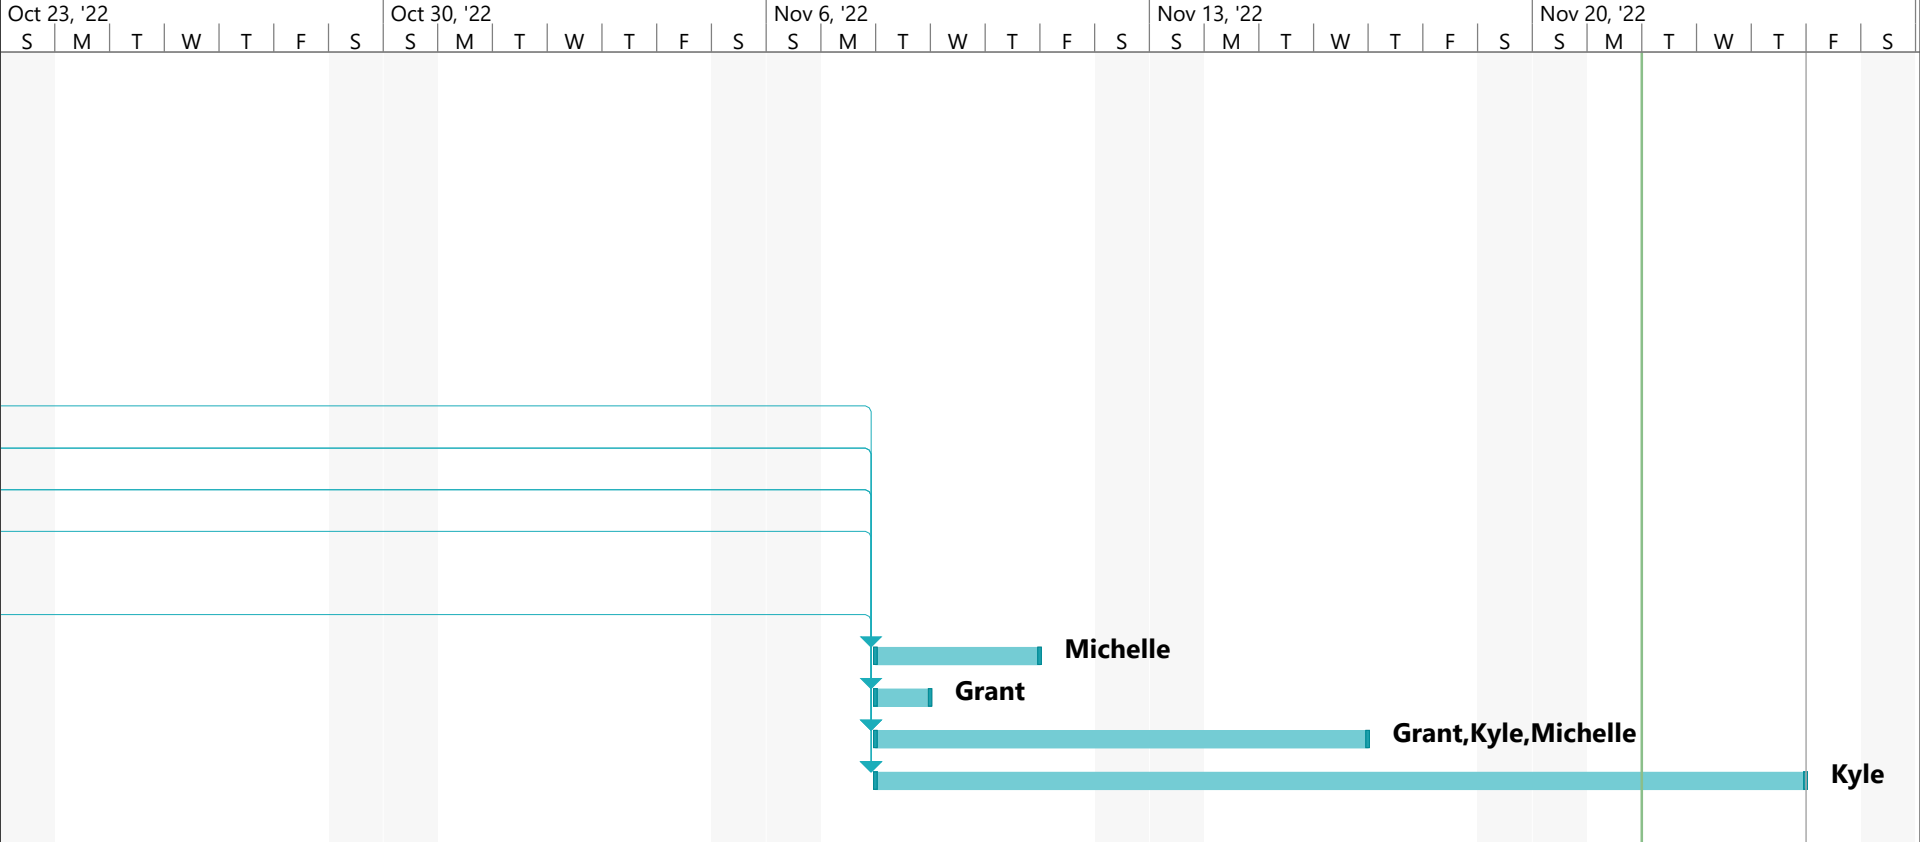 Oct 23, '22 Oct 30, '22 Nov 6, '22 Nov 13, '22 Nov 20, '22
S M T W T F S S M T W T F S S M T W T F S S M T W T F S S M T W T F S
Michelle
Grant
Grant,Kyle,Michelle
Kyle